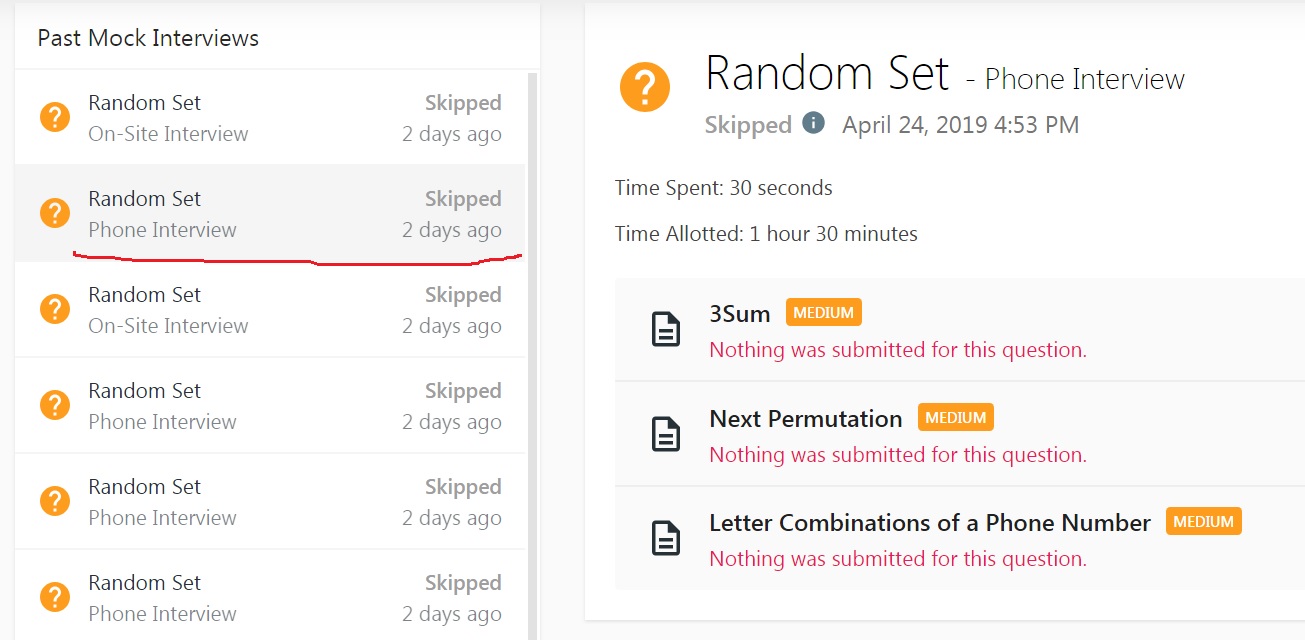 Past Mock Interviews
Random Set Skipped
On-Site Interview 2 days ago
Random Set Skipped
Phone Interview 2 days ago
Random Set Skipped
On-Site Interview 2 days ago
Random Set Skipped
Phone Interview 2 days ago
Random Set Skipped
Phone Interview 2 days ago
Random Set Skipped
Phone Interview 2 days ago
Random Set - Phone Interview
Skipped April 24, 2019 4:53 PM
Time Spent: 30 seconds
Time Allotted: 1 hour 30 minutes
3Sum MEDIUM
Nothing was submitted for this question.
Next Permutation MEDIUM
Nothing was submitted for this question.
Letter Combinations of a Phone Number MEDIUM
Nothing was submitted for this question.